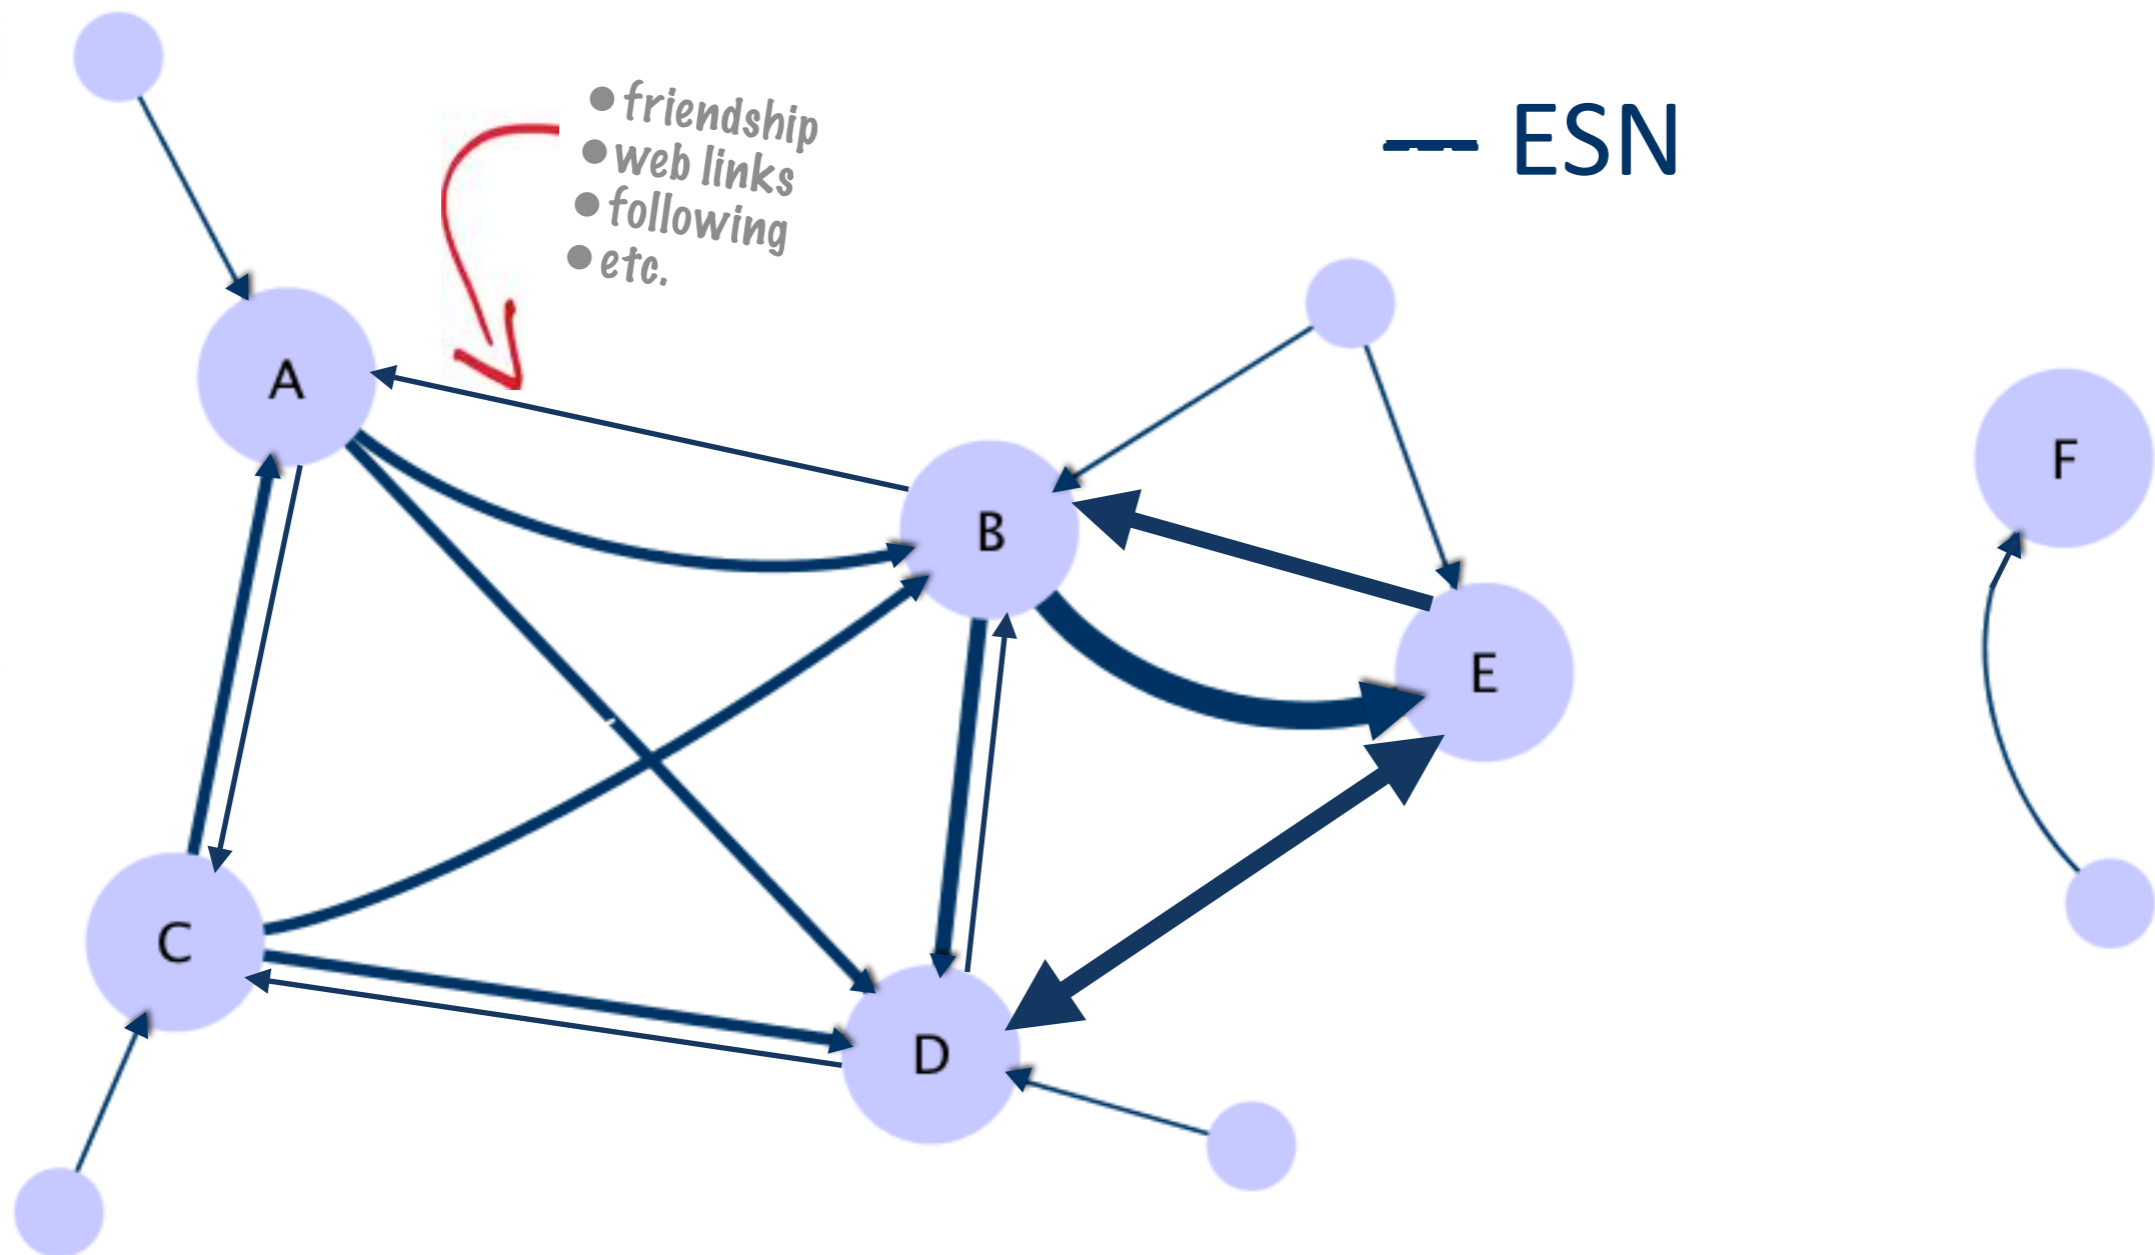 ● friendship
● web links
● following
● etc.
ESN
A
B
C
D
E
F